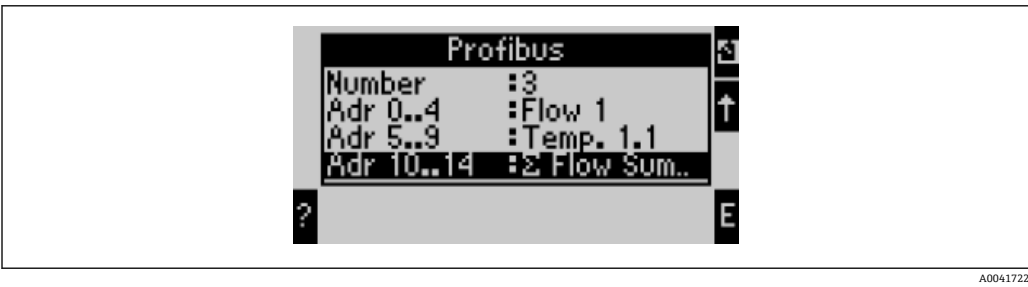 Profibus
Number :3
Adr 0..4 :Flow 1
Adr 5..9 :Temp. 1.1
Adr 10..14 :Σ Flow Sum..
? E
A0041722